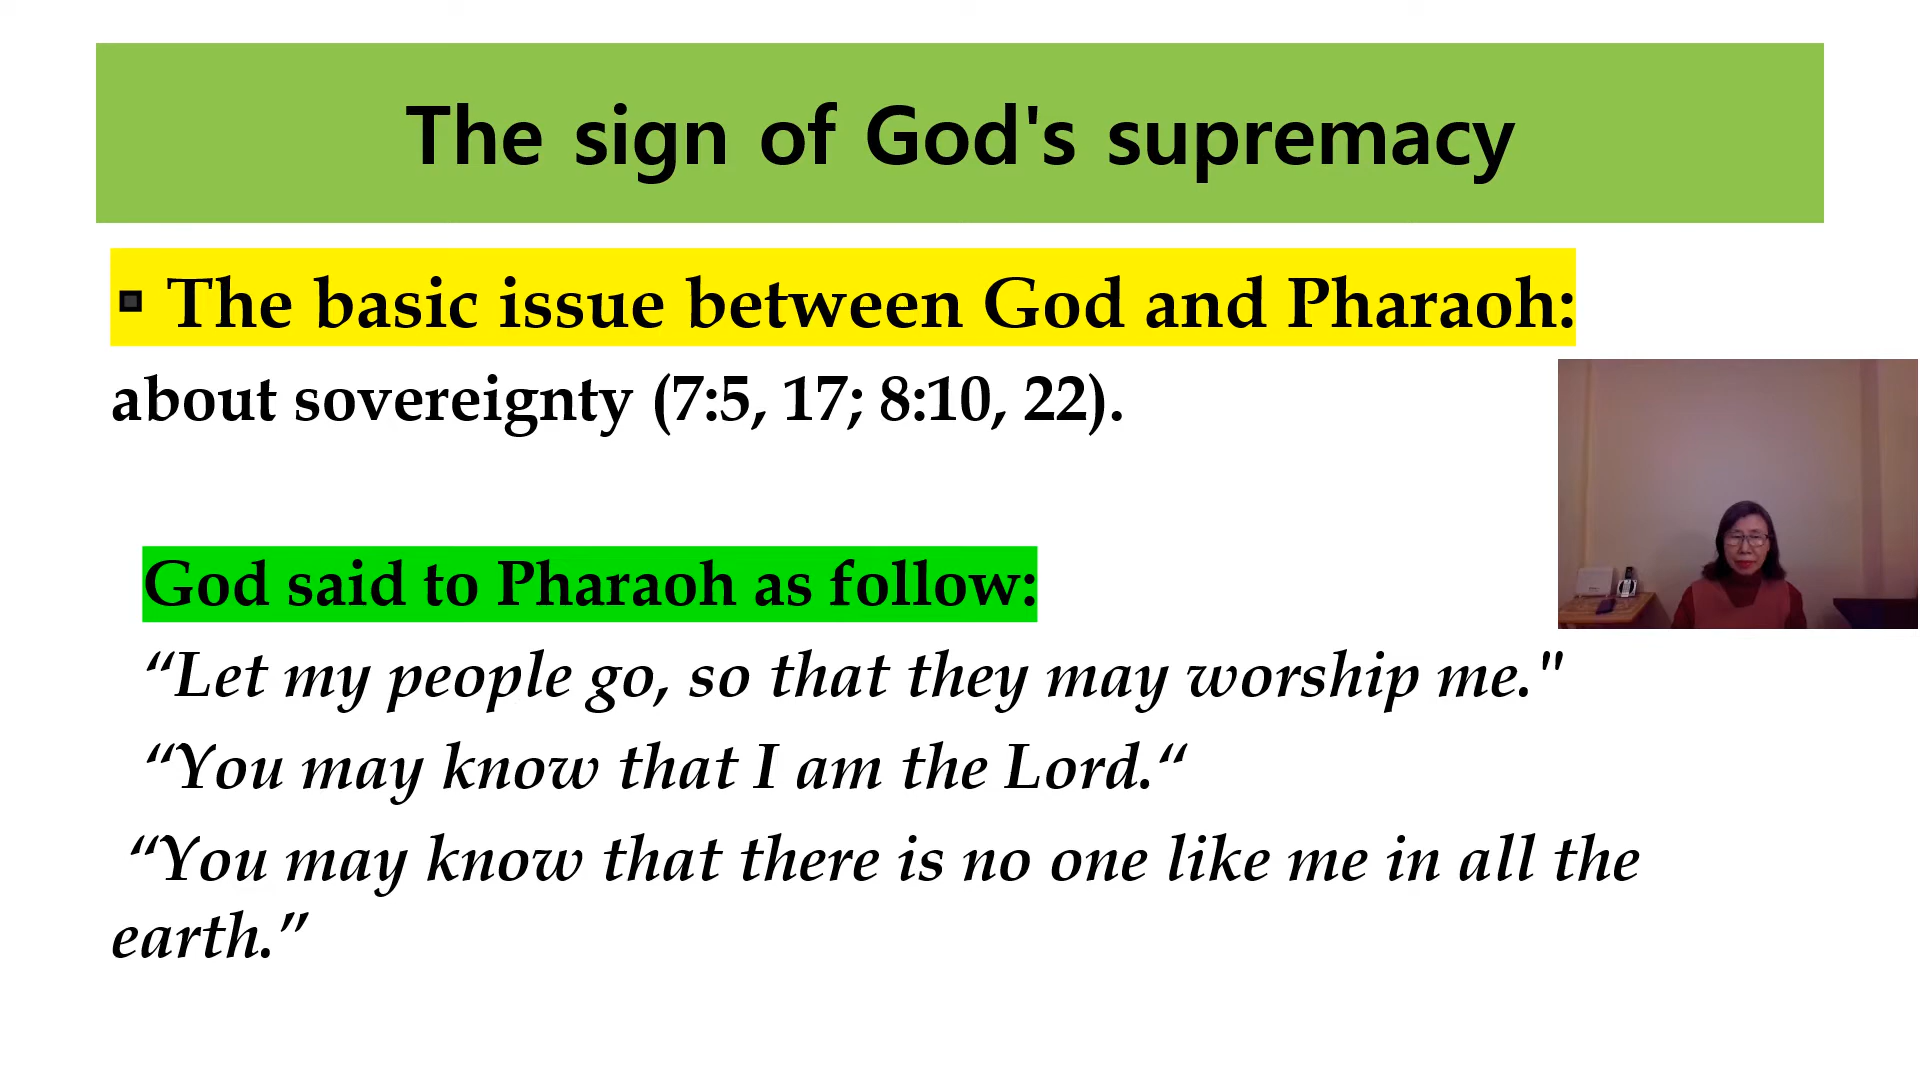 The sign of God's supremacy
▪ The basic issue between God and Pharaoh:
about sovereignty (7:5, 17; 8:10, 22).
God said to Pharaoh as follow:
“Let my people go, so that they may worship me."
“You may know that I am the Lord.“
“You may know that there is no one like me in all the
earth.”